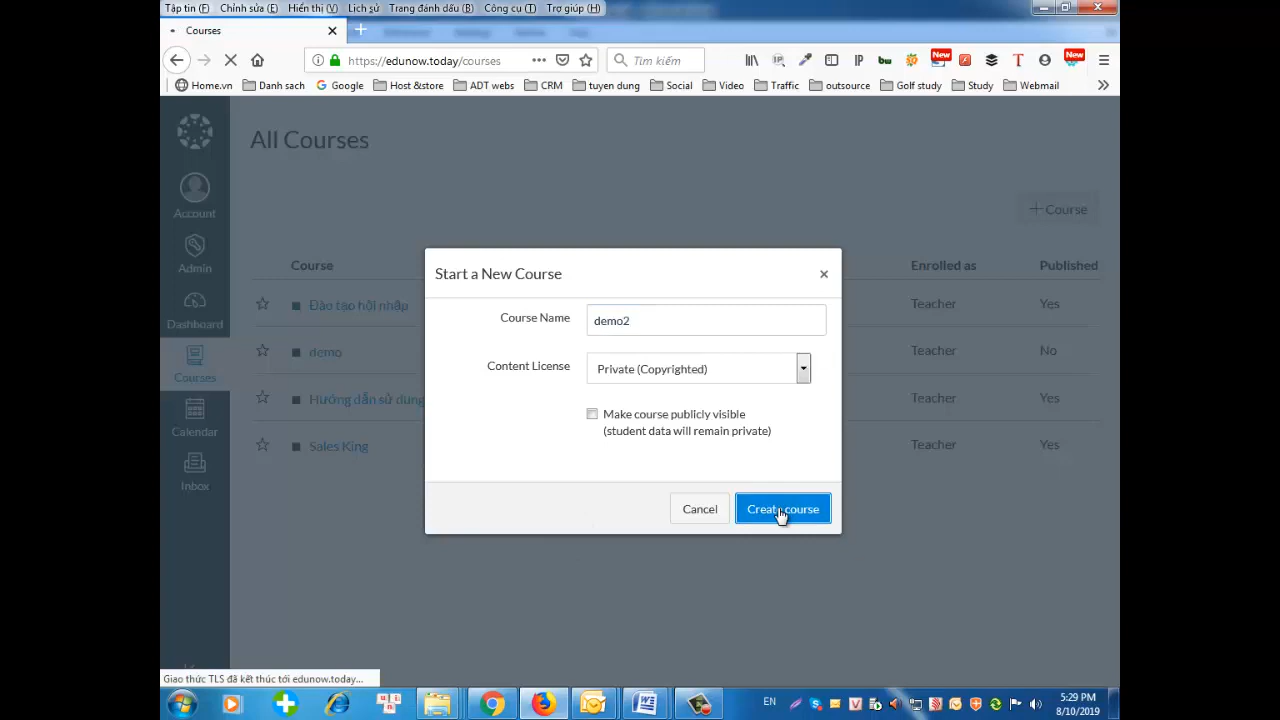 Tập tin (F) Chỉnh sửa (E) Hiển thị (V) Lịch sử Trang đánh dấu (B) Công cụ (T) Trợ giúp (H)
Courses
https://edunow.today/courses
Tìm kiếm
IP
bw
New
T
New
Home.vn Danh sach Google Host &store ADT webs CRM tuyen dung Social Video Traffic outsource Golf study Study Webmail
All Courses
Account
Admin
Dashboard
Courses
Calendar
Inbox
Course
Course
Enrolled as
Published
Đào tạo hội nhập
Teacher
Yes
demo
Teacher
No
Hướng dẫn sử dụng
Teacher
Yes
Sales King
Teacher
Yes
Start a New Course
Course Name
demo2
Content License
Private (Copyrighted)
Make course publicly visible
(student data will remain private)
Cancel
Create course
Giao thức TLS đã kết thúc tới edunow.today...
EN
5:29 PM
8/10/2019